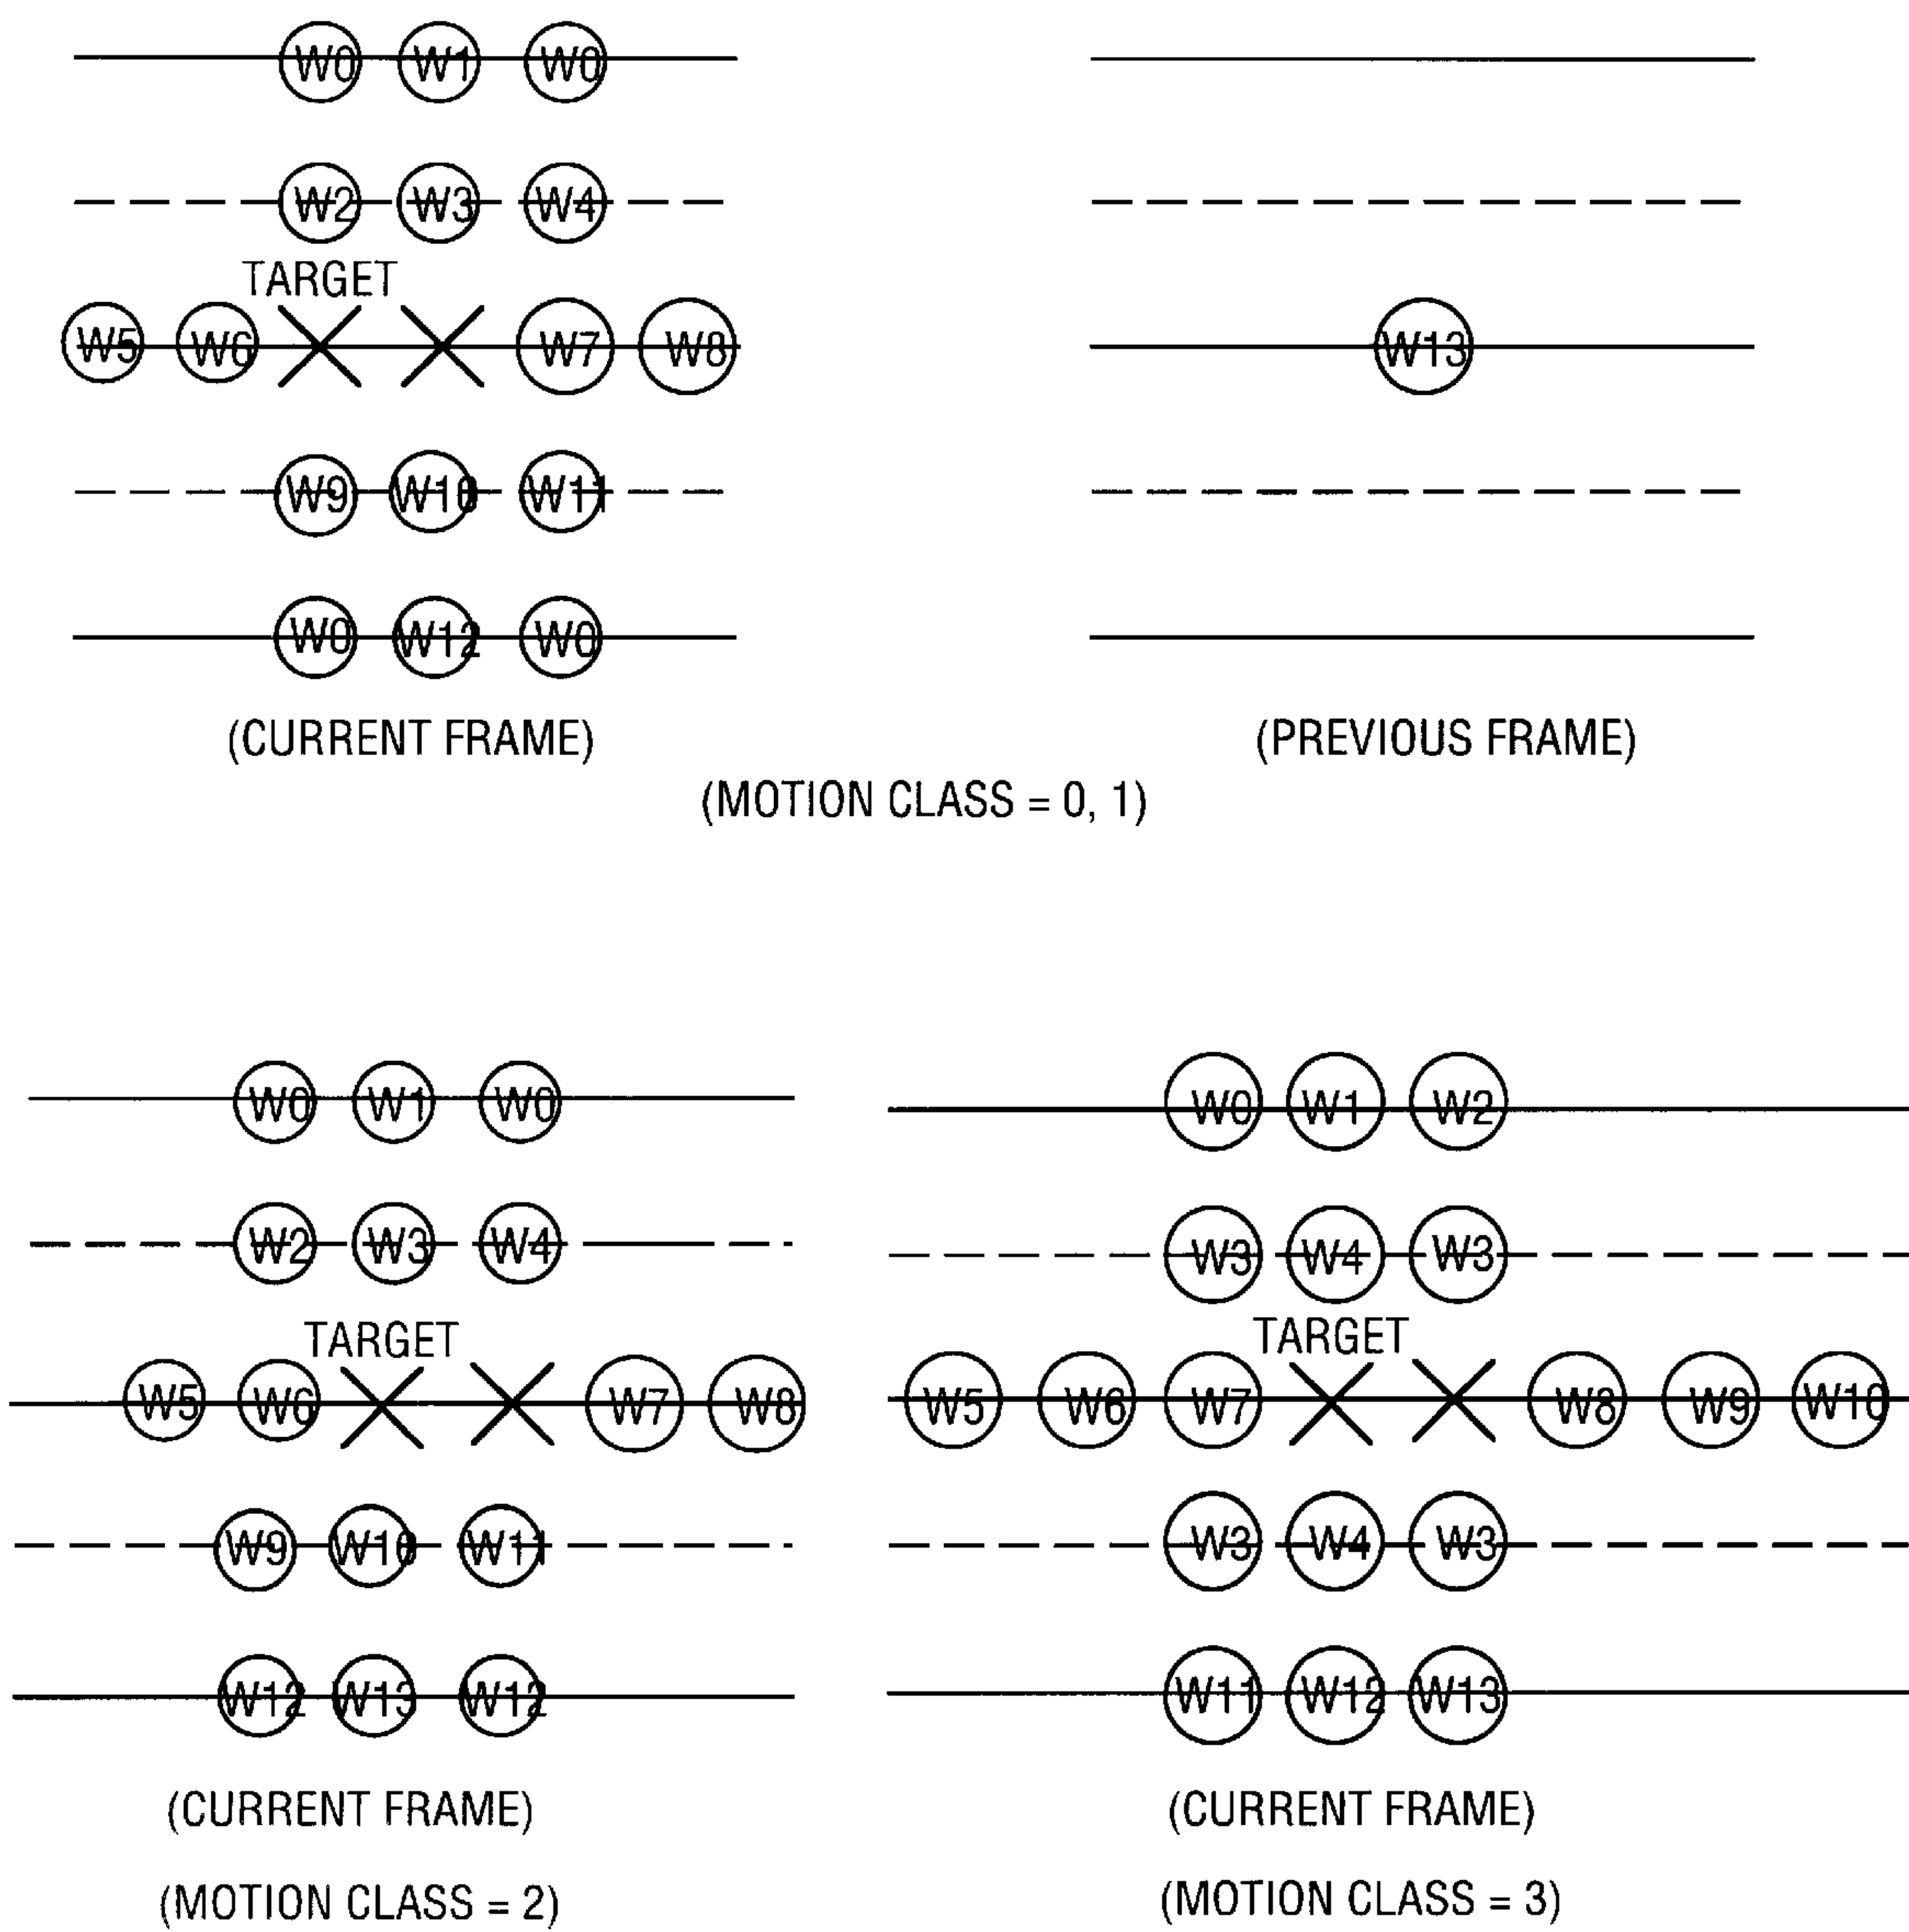 W0 W1 W0
W2 W3 W4
TARGET
W5 W6 W7 W8
W13
W9 W10 W11
W0 W12 W0
(CURRENT FRAME)
(PREVIOUS FRAME)
(MOTION CLASS = 0, 1)
W0 W1 W0
W2 W3 W4
TARGET
W5 W6 W7 W8
W9 W10 W11
W12 W13 W12
(CURRENT FRAME)
(MOTION CLASS = 2)
W0 W1 W2
W3 W4 W3
TARGET
W5 W6 W7 W8 W9 W10
W3 W4 W3
W11 W12 W13
(CURRENT FRAME)
(MOTION CLASS = 3)